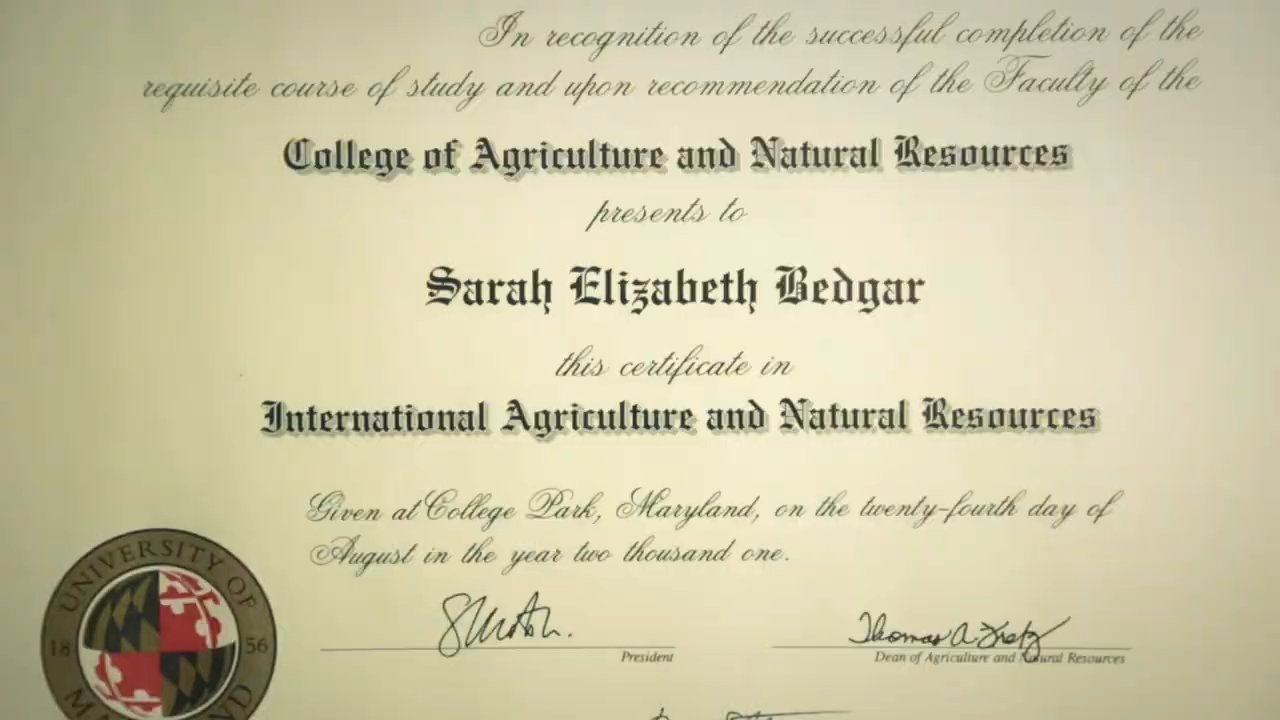 In recognition of the successful completion of the
requisite course of study and upon recommendation of the Faculty of the
College of Agriculture and Natural Resources
presents to
Sarah Elizabeth Bedgar
this certificate in
International Agriculture and Natural Resources
Given at College Park, Maryland, on the twenty-fourth day of
August in the year two thousand one.
UNIVERSITY OF
18 56
Thomas A. Fretz
President
Dean of Agriculture and Natural Resources